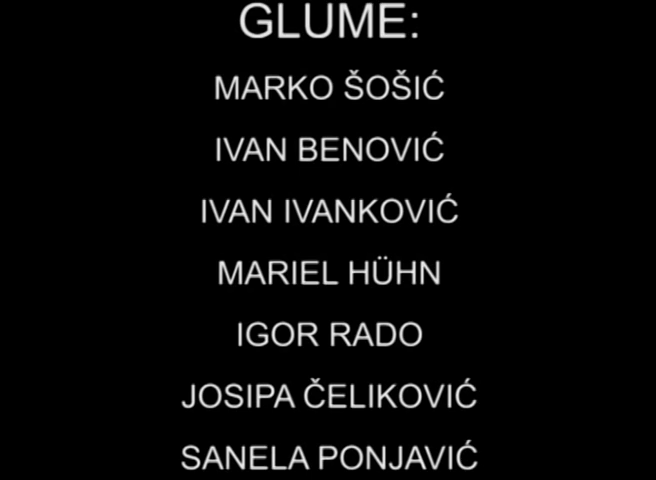 GLUME:
MARKO ŠOŠIĆ
IVAN BENOVIĆ
IVAN IVANKOVIĆ
MARIEL HÜHN
IGOR RADO
JOSIPA ČELIKOVIĆ
SANELA PONJAVIĆ